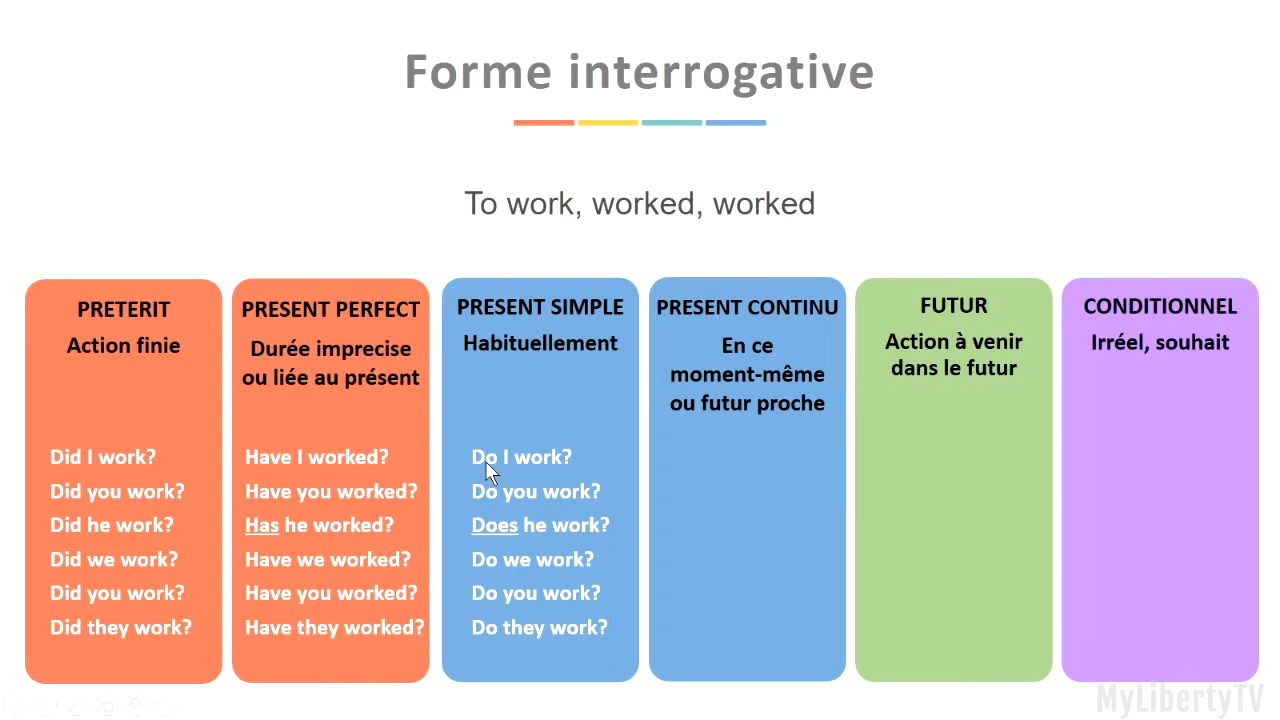 Forme interrogative
To work, worked, worked
PRETERIT
Action finie
Did I work?
Did you work?
Did he work?
Did we work?
Did you work?
Did they work?
PRESENT PERFECT
Durée imprecise
ou liée au présent
Have I worked?
Have you worked?
Has he worked?
Have we worked?
Have you worked?
Have they worked?
PRESENT SIMPLE
Habituellement
Do I work?
Do you work?
Does he work?
Do we work?
Do you work?
Do they work?
PRESENT CONTINU
En ce
moment-même
ou futur proche
FUTUR
Action à venir
dans le futur
CONDITIONNEL
Irréel, souhait
MyLibertyTV